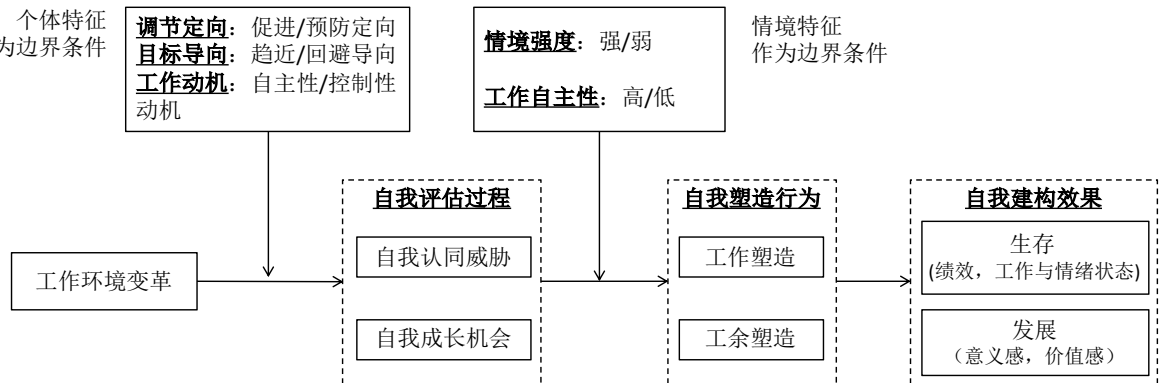 个体特征
为边界条件
调节定向：促进/预防定向
目标导向：趋近/回避导向
工作动机：自主性/控制性
动机
情境强度：强/弱
工作自主性：高/低
情境特征
作为边界条件
工作环境变革
自我评估过程
自我认同威胁
自我成长机会
自我塑造行为
工作塑造
工余塑造
自我建构效果
生存
(绩效，工作与情绪状态)
发展
（意义感，价值感）